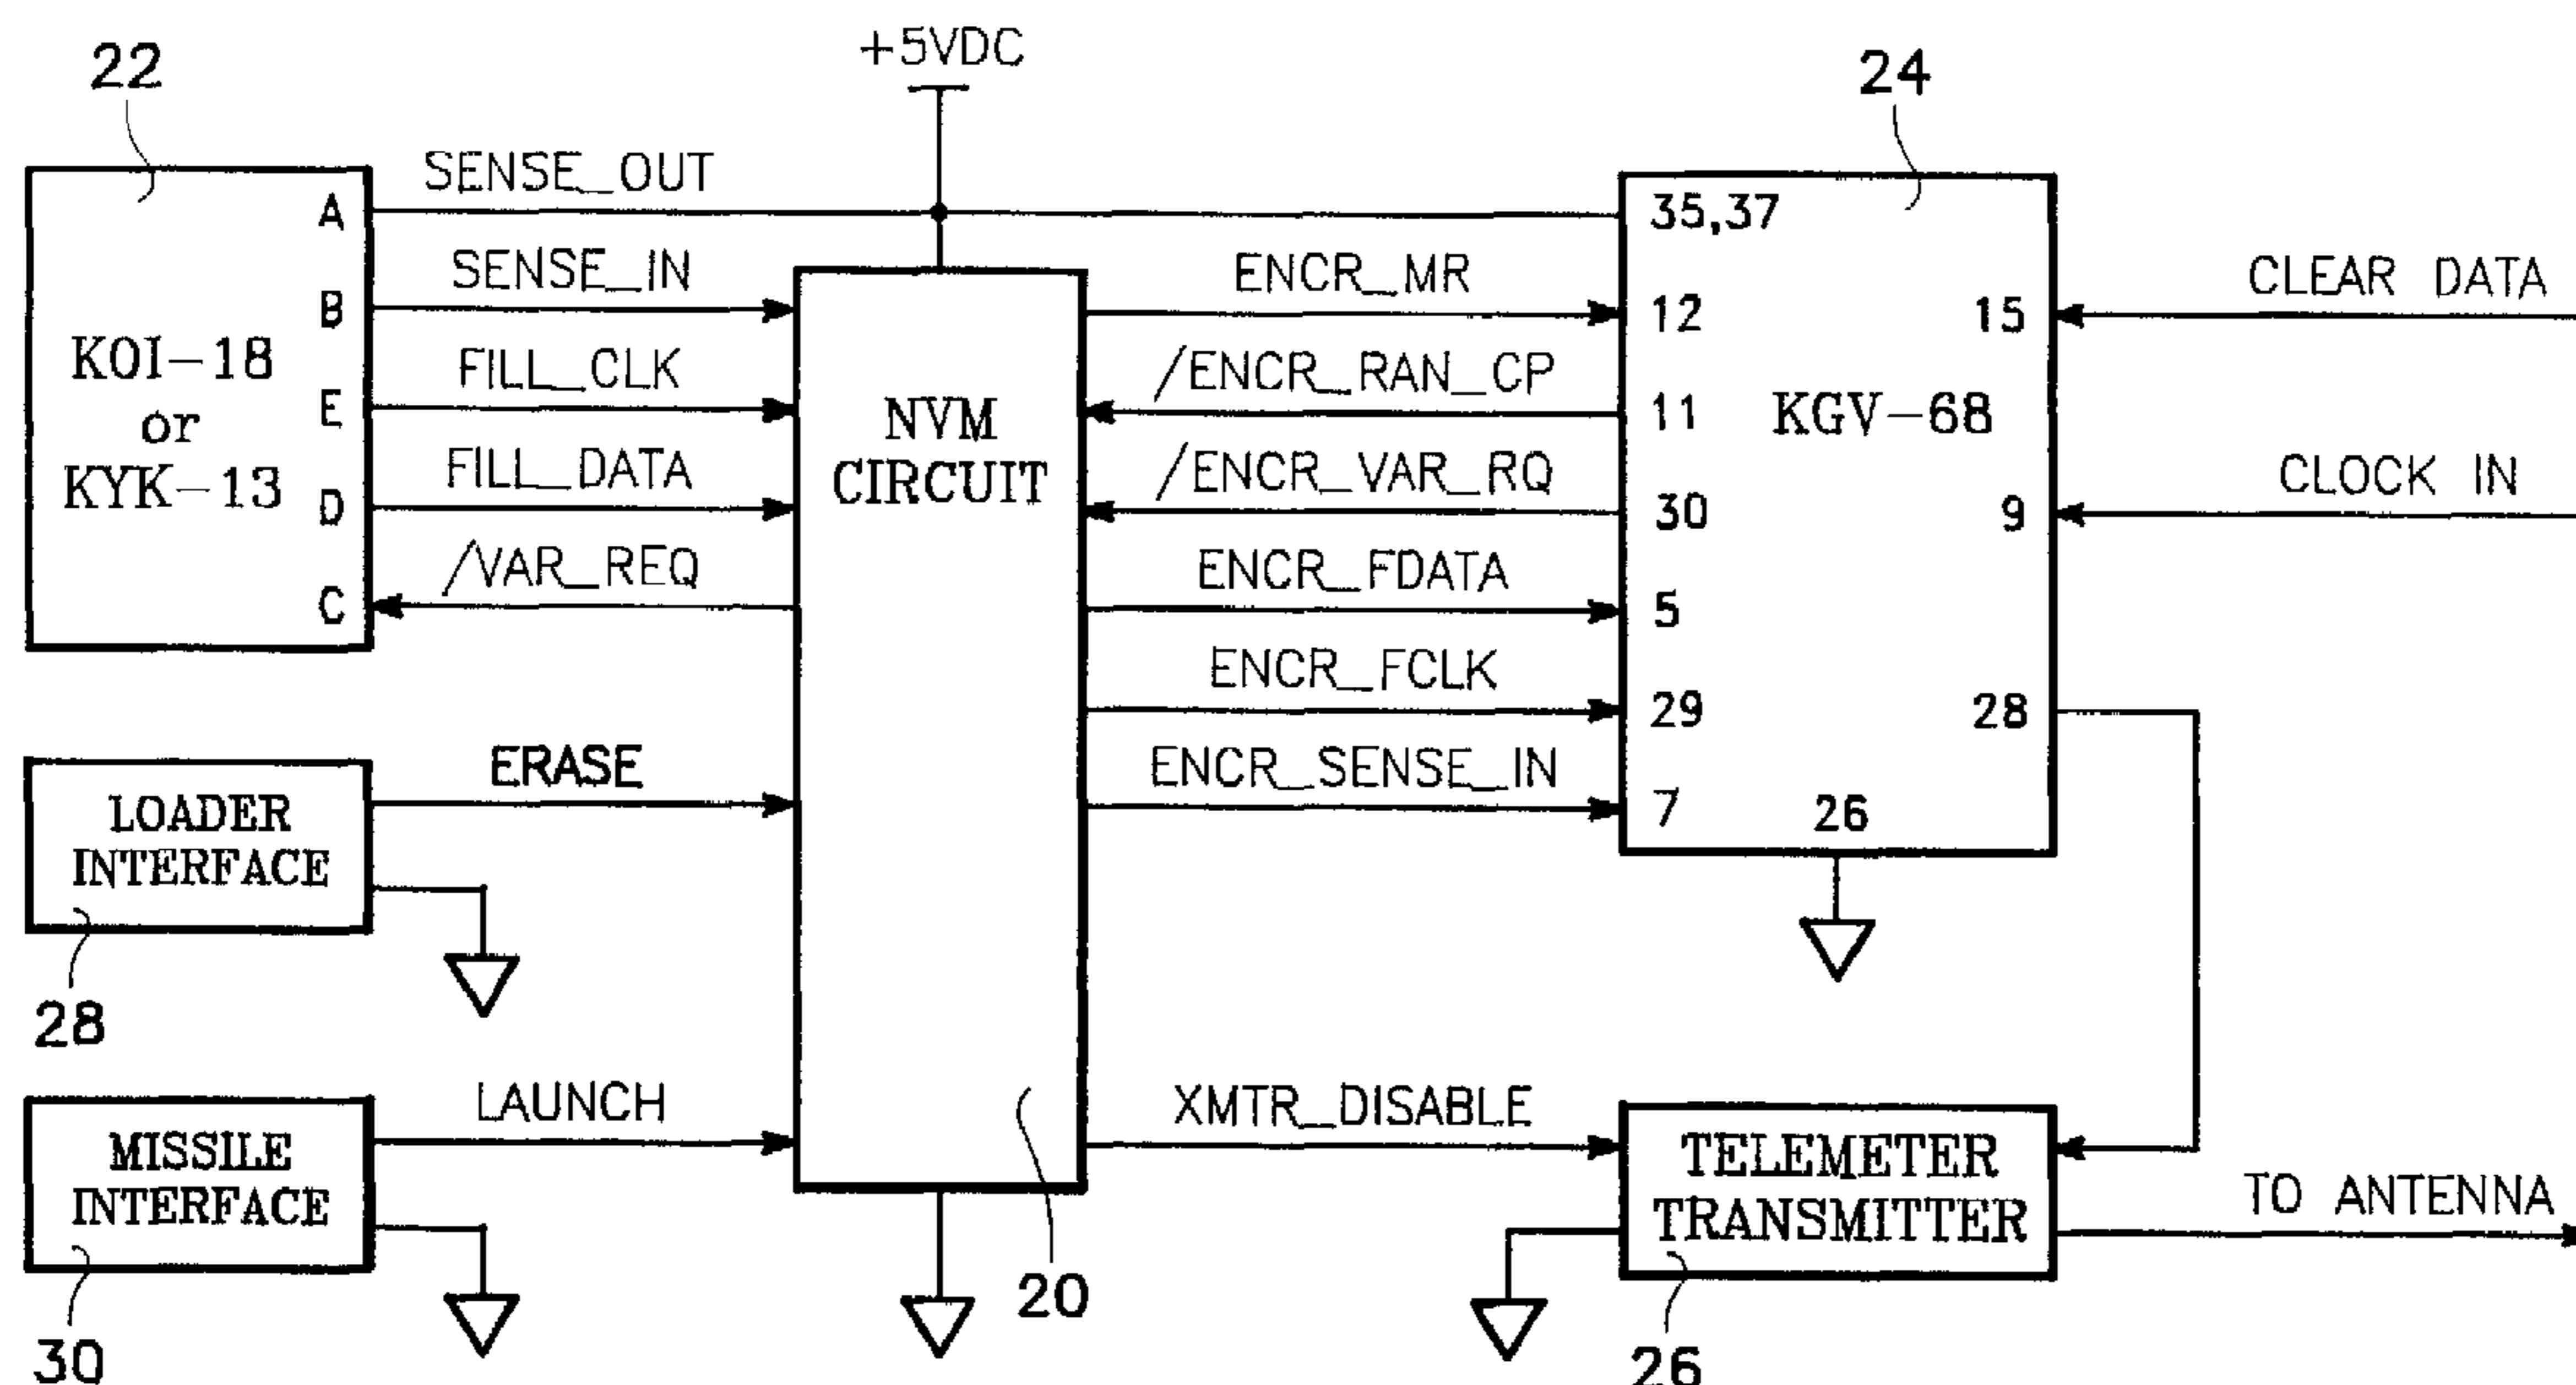 +5VDC
22
24
SENSE_OUT
A
35,37
SENSE_IN
B
ENCR_MR
12
CLEAR DATA
15
KOI-18
or
KYK-13
FILL_CLK
E
/ENCR_RAN_CP
11
NVM
CIRCUIT
KGV-68
FILL_DATA
D
/ENCR_VAR_RQ
30
CLOCK IN
9
/VAR_REQ
C
ENCR_FDATA
5
ENCR_FCLK
29
28
ERASE
ENCR_SENSE_IN
7
26
LOADER
INTERFACE
28
LAUNCH
XMTR_DISABLE
MISSILE
INTERFACE
TELEMETER
TRANSMITTER
TO ANTENNA
20
30
26